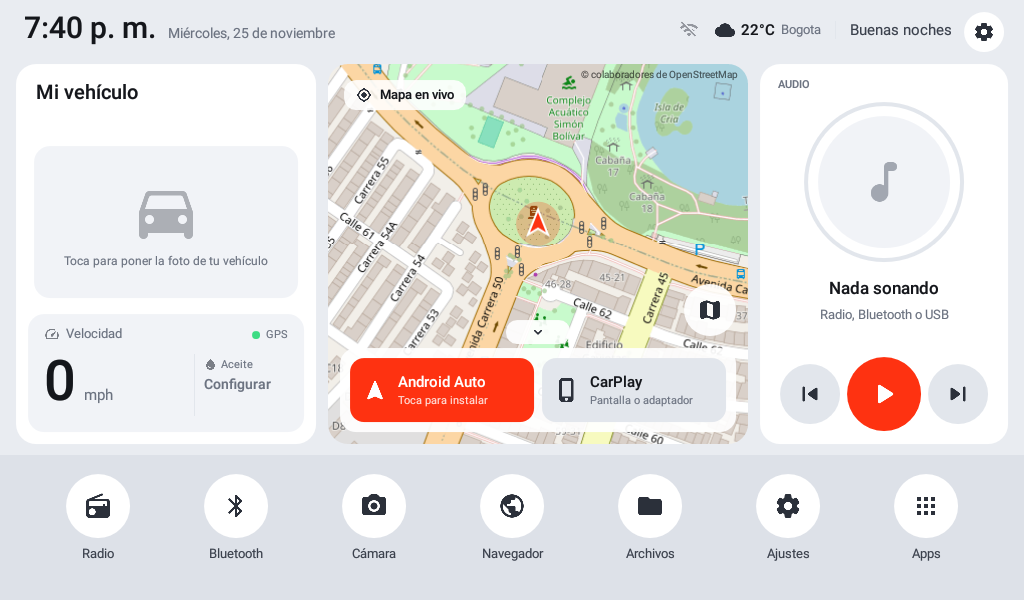 7:40 p. m.
Miércoles, 25 de noviembre
22°C Bogota
Buenas noches
Mi vehículo
Toca para poner la foto de tu vehículo
Velocidad
GPS
0 mph
Aceite
Configurar
© colaboradores de OpenStreetMap
Mapa en vivo
Complejo
Acuático
Simón
Bolívar
Isla de
Cria
Cabaña
17
Cabaña
18
Carrera 55
Calle 61
Carrera 54A
Carrera 54
Carrera 53
Carrera 50
P
45-21
46-28
Carrera 45
Avenida Ca
Calle 62
Edificio
Calle 60
Android Auto
Toca para instalar
CarPlay
Pantalla o adaptador
AUDIO
Nada sonando
Radio, Bluetooth o USB
Radio
Bluetooth
Cámara
Navegador
Archivos
Ajustes
Apps